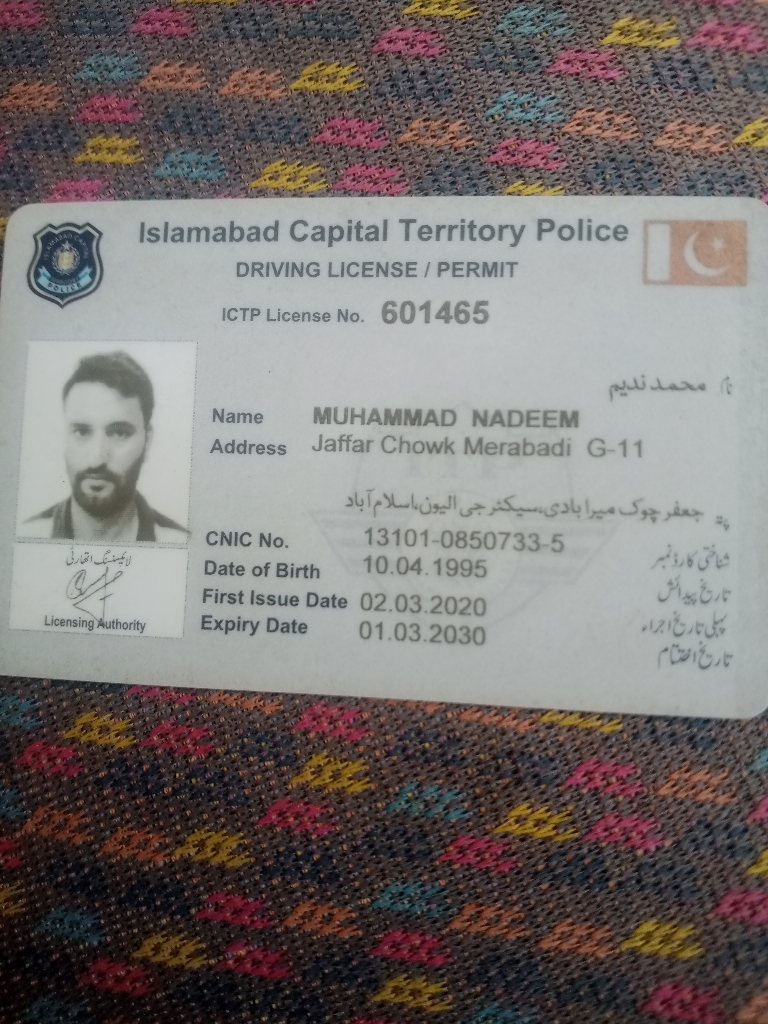 Islamabad Capital Territory Police
DRIVING LICENSE / PERMIT
ICTP License No. 601465
نام محمد ندیم
Name MUHAMMAD NADEEM
Address Jaffar Chowk Merabadi G-11
پتہ جعفر چوک میرا بادی،سیکٹر جی الیون،اسلام آباد
CNIC No. 13101-0850733-5 شناختی کارڈ نمبر
Date of Birth 10.04.1995 تاریخ پیدائش
First Issue Date 02.03.2020 پہلی تاریخ اجراء
Expiry Date 01.03.2030 تاریخ اختتام
لائیسنسنگ اتھارٹی
Licensing Authority
POLICE